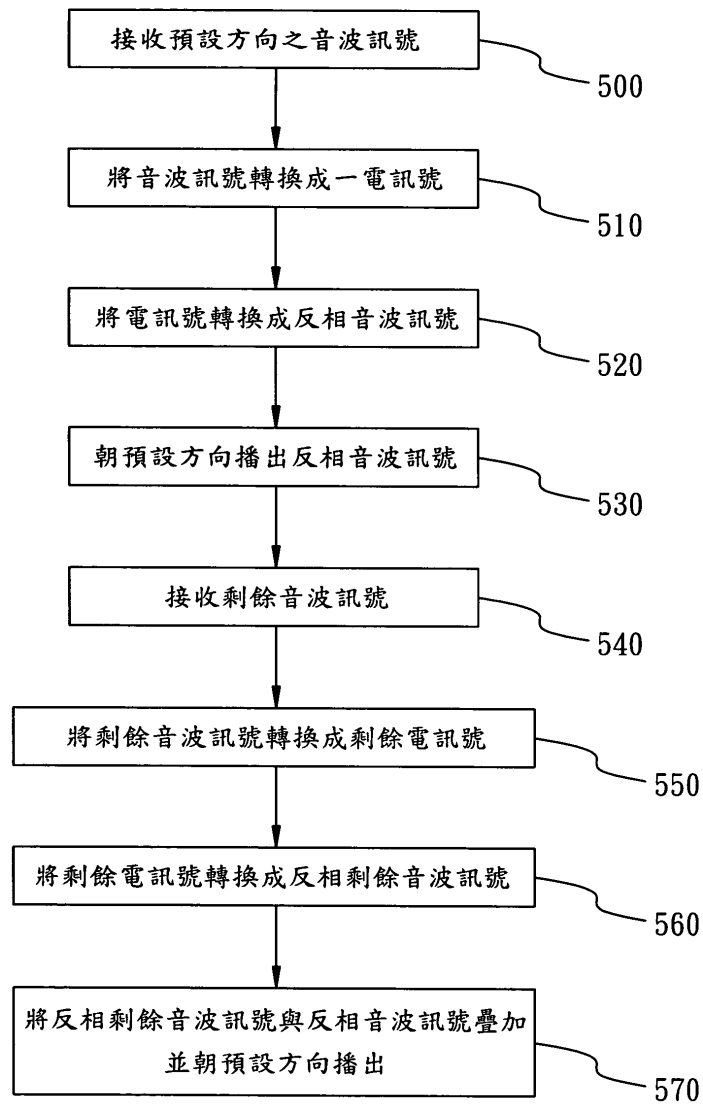 接收預設方向之音波訊號
500
將音波訊號轉換成一電訊號
510
將電訊號轉換成反相音波訊號
520
朝預設方向播出反相音波訊號
530
接收剩餘音波訊號
540
將剩餘音波訊號轉換成剩餘電訊號
550
將剩餘電訊號轉換成反相剩餘音波訊號
560
將反相剩餘音波訊號與反相音波訊號疊加
並朝預設方向播出
570